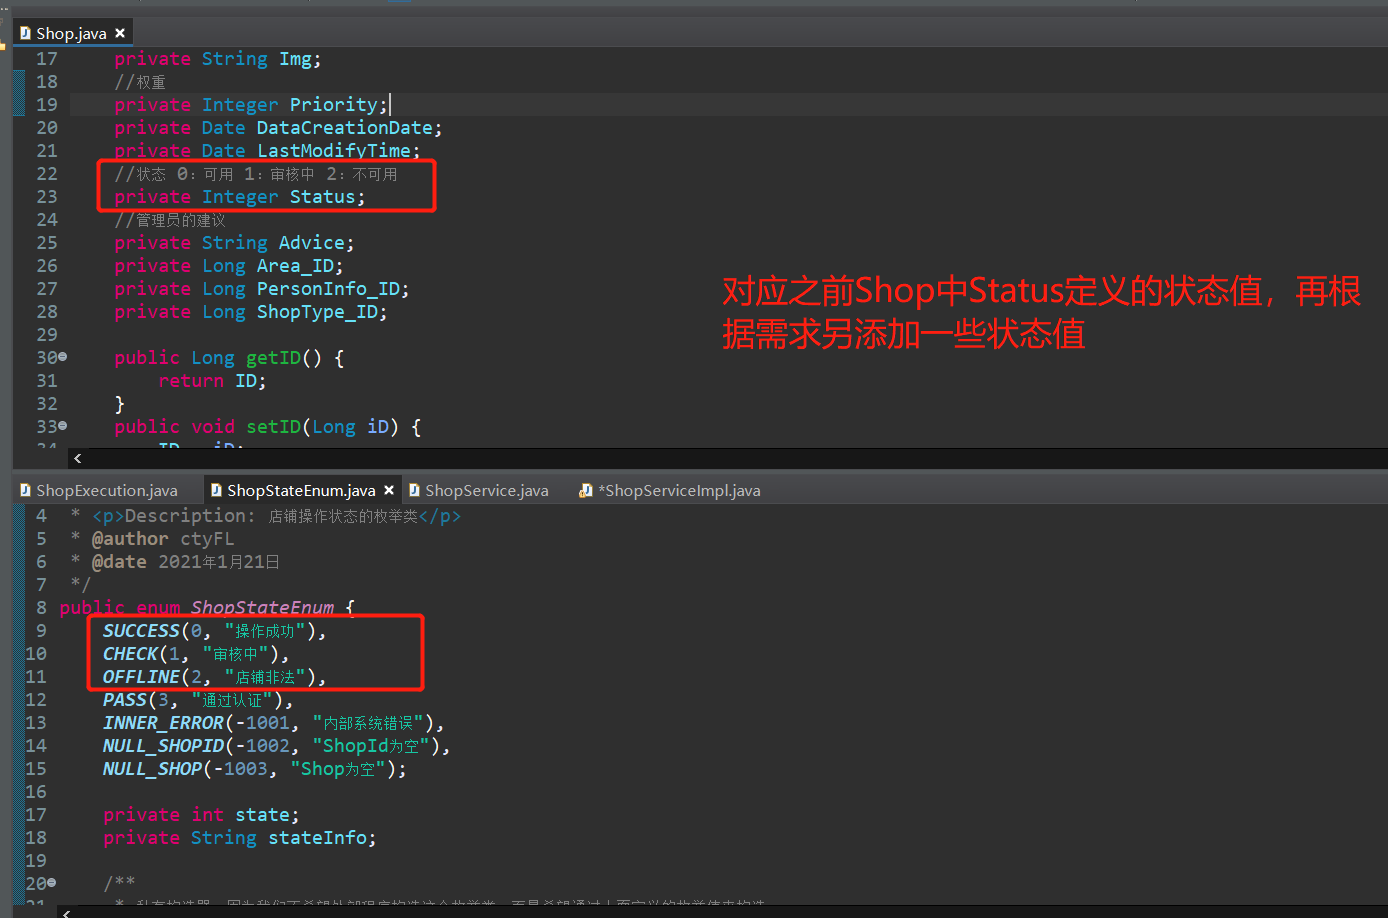 Shop.java
17 private String Img;
18 //权重
19 private Integer Priority;
20 private Date DataCreationDate;
21 private Date LastModifyTime;
22 //状态 0：可用 1：审核中 2：不可用
23 private Integer Status;
24 //管理员的建议
25 private String Advice;
26 private Long Area_ID;
27 private Long PersonInfo_ID;
28 private Long ShopType_ID;
29
30 public Long getID() {
31 return ID;
32 }
33 public void setID(Long iD) {
对应之前Shop中Status定义的状态值，再根
据需求另添加一些状态值
ShopExecution.java ShopStateEnum.java ShopService.java *ShopServiceImpl.java
4 * <p>Description: 店铺操作状态的枚举类</p>
5 * @author ctyFL
6 * @date 2021年1月21日
7 */
8 public enum ShopStateEnum {
9 SUCCESS(0, "操作成功"),
10 CHECK(1, "审核中"),
11 OFFLINE(2, "店铺非法"),
12 PASS(3, "通过认证"),
13 INNER_ERROR(-1001, "内部系统错误"),
14 NULL_SHOPID(-1002, "ShopId为空"),
15 NULL_SHOP(-1003, "Shop为空");
16
17 private int state;
18 private String stateInfo;
19
20 /**